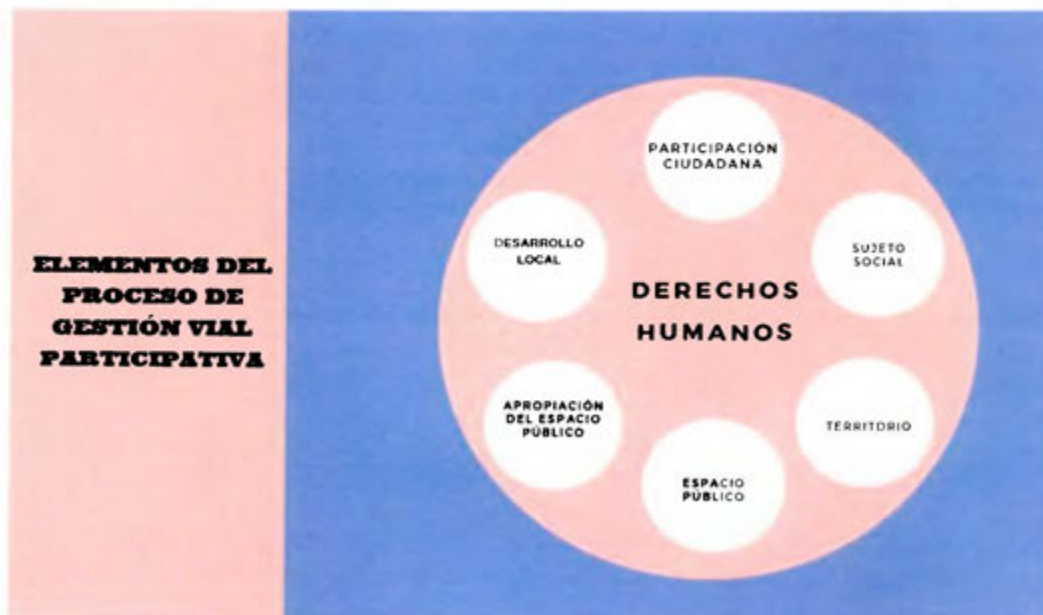 ELEMENTOS DEL
PROCESO DE
GESTIÓN VIAL
PARTICIPATIVA
PARTICIPACIÓN
CIUDADANA
DESARROLLO
LOCAL
SUJETO
SOCIAL
DERECHOS
HUMANOS
APROPIACIÓN
DEL ESPACIO
PÚBLICO
TERRITORIO
ESPACIO
PÚBLICO